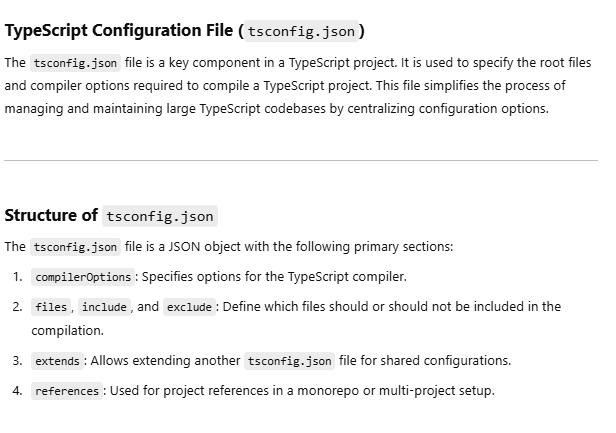 TypeScript Configuration File (tsconfig.json)
The tsconfig.json file is a key component in a TypeScript project. It is used to specify the root files
and compiler options required to compile a TypeScript project. This file simplifies the process of
managing and maintaining large TypeScript codebases by centralizing configuration options.
Structure of tsconfig.json
The tsconfig.json file is a JSON object with the following primary sections:
1. compilerOptions: Specifies options for the TypeScript compiler.
2. files, include, and exclude: Define which files should or should not be included in the
compilation.
3. extends: Allows extending another tsconfig.json file for shared configurations.
4. references: Used for project references in a monorepo or multi-project setup.